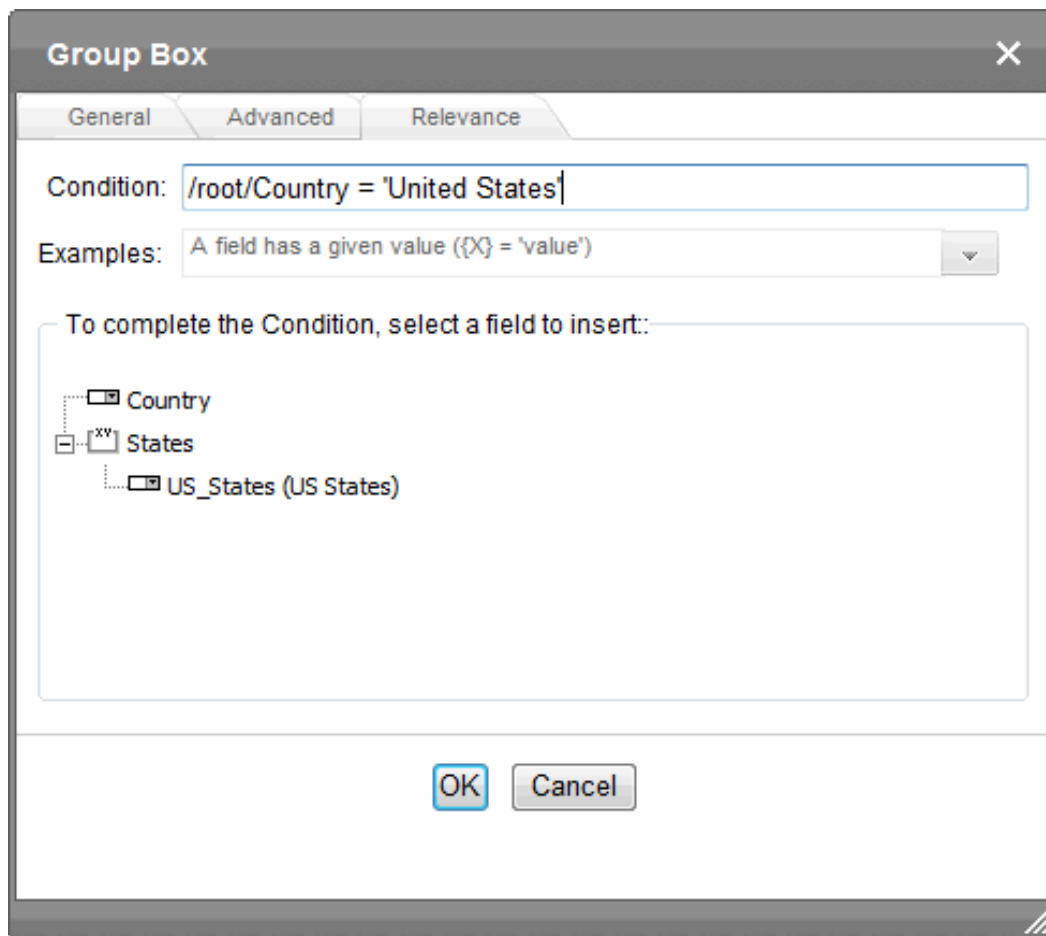 Group Box
General Advanced Relevance
Condition: /root/Country = 'United States'
Examples: A field has a given value ({X} = 'value')
To complete the Condition, select a field to insert::
Country
XY States
US_States (US States)
OK Cancel